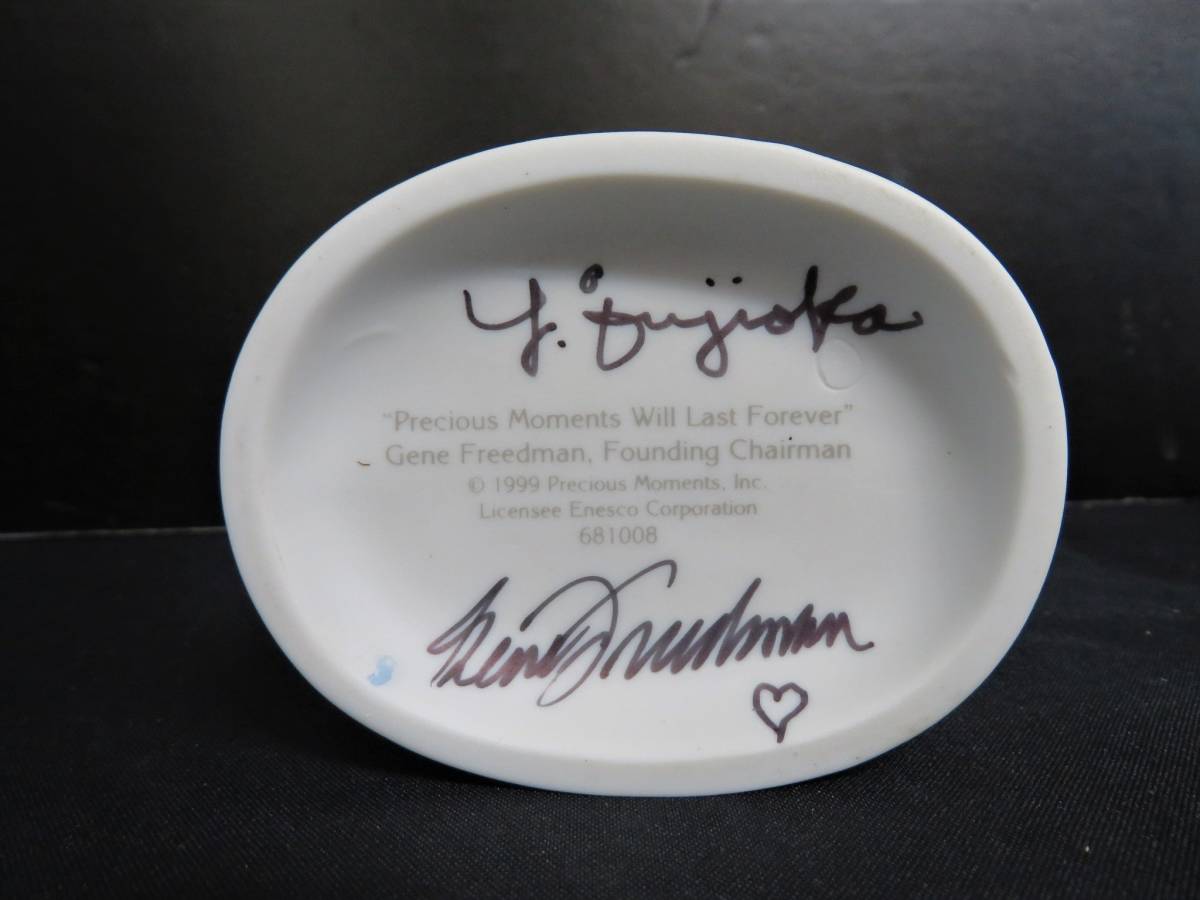 Y. Fujioka
"Precious Moments Will Last Forever"
Gene Freedman, Founding Chairman
© 1999 Precious Moments, Inc.
Licensee Enesco Corporation
681008
Gene Freedman